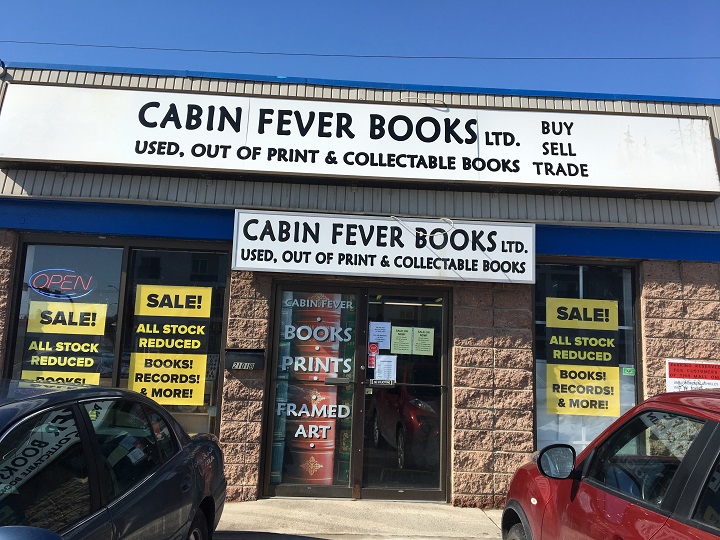 CABIN FEVER BOOKS LTD.
USED, OUT OF PRINT & COLLECTABLE BOOKS
BUY
SELL
TRADE
CABIN FEVER BOOKS LTD.
USED, OUT OF PRINT & COLLECTABLE BOOKS
OPEN
SALE!
ALL STOCK
REDUCED
BOOKS!
SALE!
ALL STOCK
REDUCED
BOOKS!
RECORDS!
& MORE!
CABIN FEVER
BOOKS
PRINTS
FRAMED
ART
SALE!
ALL STOCK
REDUCED
BOOKS!
RECORDS!
& MORE!